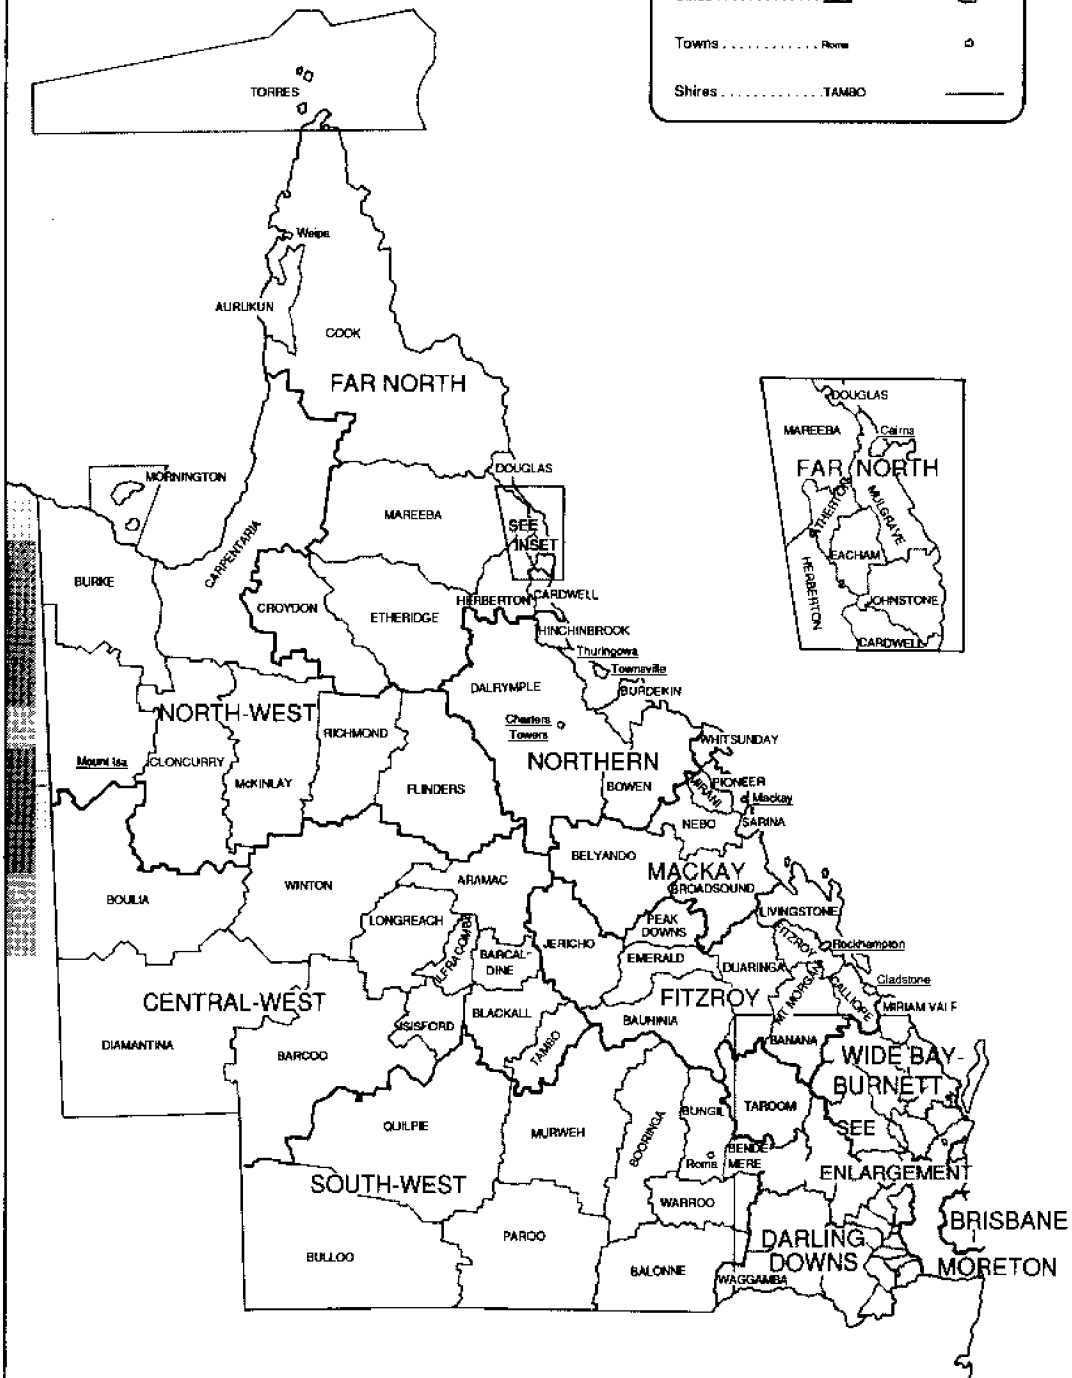 Towns . . . . . . . . . . . . Roma
Shires . . . . . . . . . . . . . TAMBO
TORRES
Weipa
AURUKUN
COOK
FAR NORTH
DOUGLAS
MAREEBA
Cairns
FAR NORTH
ATHERTON
MULGRAVE
EACHAM
HERBERTON
JOHNSTONE
CARDWELL
DOUGLAS
MORNINGTON
MAREEBA
SEE
INSET
CARPENTARIA
BURKE
CROYDON
ETHERIDGE
HERBERTON
CARDWELL
HINCHINBROOK
Thuringowa
Townsville
DALRYMPLE
BURDEKIN
NORTH-WEST
RICHMOND
Charters
Towers
WHITSUNDAY
Mount Isa
CLONCURRY
McKINLAY
FLINDERS
NORTHERN
BOWEN
MIRANI
PIONEER
Mackay
NEBO
SARINA
BELYANDO
MACKAY
BROADSOUND
BOULIA
WINTON
ARAMAC
LONGREACH
ILFRACOMBE
BARCAL-
DINE
JERICHO
PEAK
DOWNS
LIVINGSTONE
FITZROY
Rockhampton
EMERALD
DUARINGA
MT MORGAN
CALLIOPE
Gladstone
CENTRAL-WEST
ISISFORD
BLACKALL
FITZROY
BAUHINIA
MIRIAM VALE
DIAMANTINA
BARCOO
TAMBO
BANANA
WIDE BAY-
BURNETT
QUILPIE
MURWEH
BOORINGA
BUNGIL
TAROOM
SEE
Roma
BENDE
MERE
ENLARGEMENT
SOUTH-WEST
WARROO
BULLOO
PAROO
BALONNE
DARLING
DOWNS
WAGGAMBA
BRISBANE
MORETON